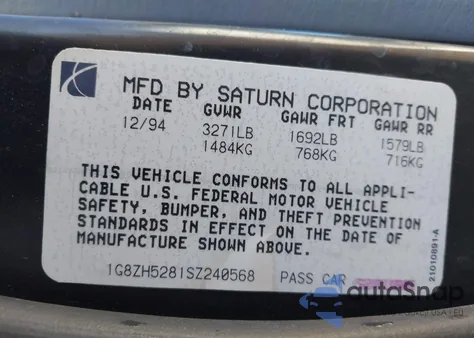 MFD BY SATURN CORPORATION
DATE GVWR GAWR FRT GAWR RR
12/94 3271LB 1692LB 1579LB
1484KG 768KG 716KG
THIS VEHICLE CONFORMS TO ALL APPLI-
CABLE U.S. FEDERAL MOTOR VEHICLE
SAFETY, BUMPER, AND THEFT PREVENTION
STANDARDS IN EFFECT ON THE DATE OF
MANUFACTURE SHOWN ABOVE.
1G8ZH5281SZ240568 PASS CAR
21010891-A
autoSnap